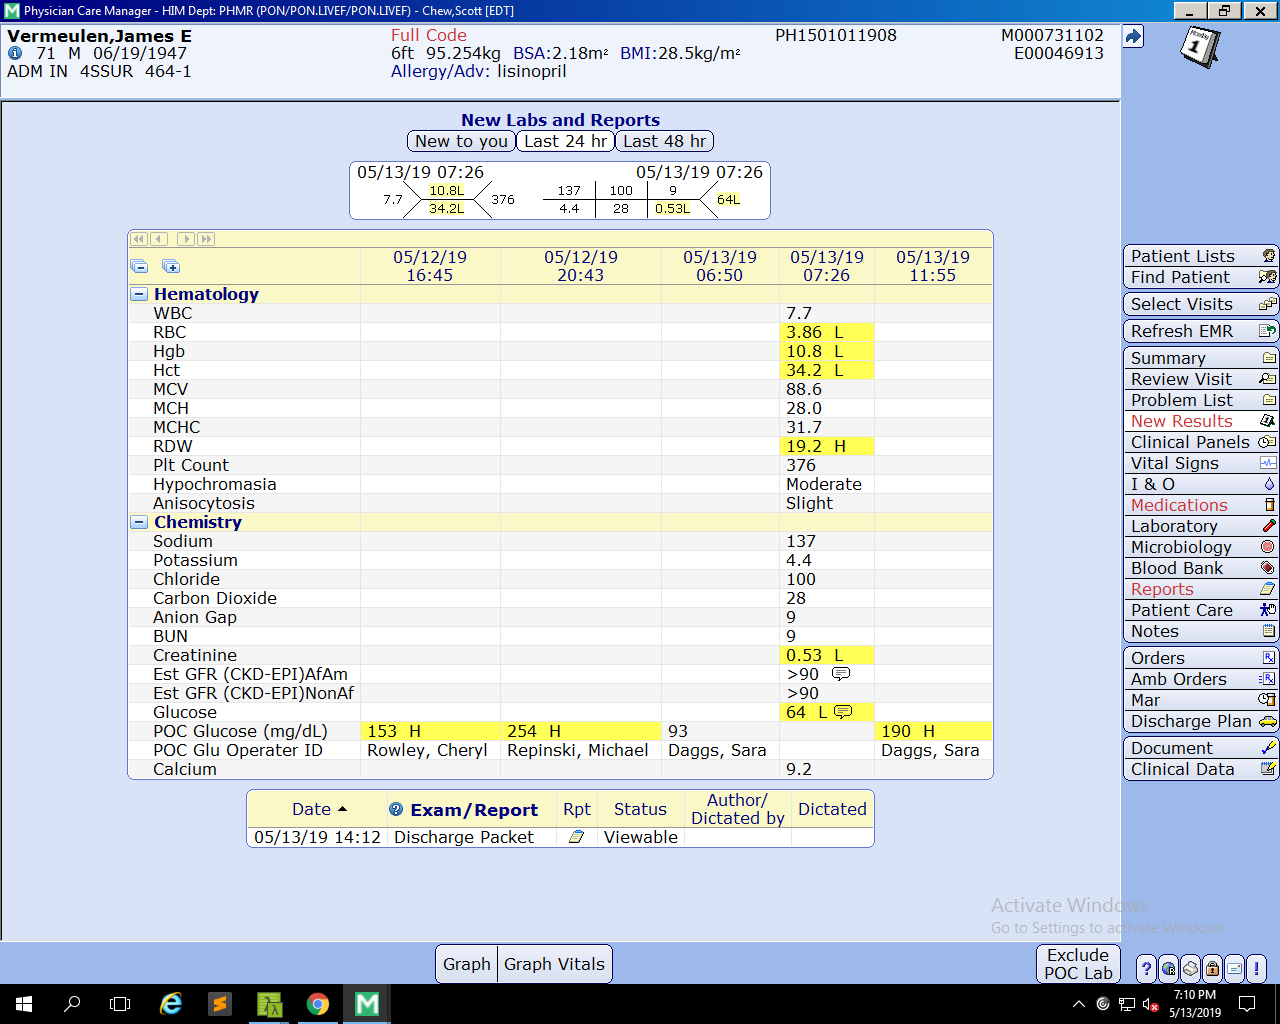 Physician Care Manager - HIM Dept: PHMR (PON/PON.LIVEF/PON.LIVEF) - Chew,Scott [EDT]
Vermeulen,James E
71 M 06/19/1947
ADM IN 4SSUR 464-1
Full Code
6ft 95.254kg BSA:2.18m² BMI:28.5kg/m²
Allergy/Adv: lisinopril
PH1501011908
M000731102
E00046913
New Labs and Reports
New to you Last 24 hr Last 48 hr
05/13/19 07:26 05/13/19 07:26
7.7 10.8L 34.2L 376
137 100 9
4.4 28 0.53L
64L
05/12/19 16:45 05/12/19 20:43 05/13/19 06:50 05/13/19 07:26 05/13/19 11:55
Hematology
WBC 7.7
RBC 3.86 L
Hgb 10.8 L
Hct 34.2 L
MCV 88.6
MCH 28.0
MCHC 31.7
RDW 19.2 H
Plt Count 376
Hypochromasia Moderate
Anisocytosis Slight
Chemistry
Sodium 137
Potassium 4.4
Chloride 100
Carbon Dioxide 28
Anion Gap 9
BUN 9
Creatinine 0.53 L
Est GFR (CKD-EPI)AfAm >90
Est GFR (CKD-EPI)NonAf >90
Glucose 64 L
POC Glucose (mg/dL) 153 H 254 H 93 190 H
POC Glu Operater ID Rowley, Cheryl Repinski, Michael Daggs, Sara Daggs, Sara
Calcium 9.2
Date Exam/Report Rpt Status Author/ Dictated by Dictated
05/13/19 14:12 Discharge Packet Viewable
Patient Lists
Find Patient
Select Visits
Refresh EMR
Summary
Review Visit
Problem List
New Results
Clinical Panels
Vital Signs
I & O
Medications
Laboratory
Microbiology
Blood Bank
Reports
Patient Care
Notes
Orders
Amb Orders
Mar
Discharge Plan
Document
Clinical Data
Activate Windows
Go to Settings to activate Windows.
Graph Graph Vitals
Exclude
POC Lab
7:10 PM
5/13/2019